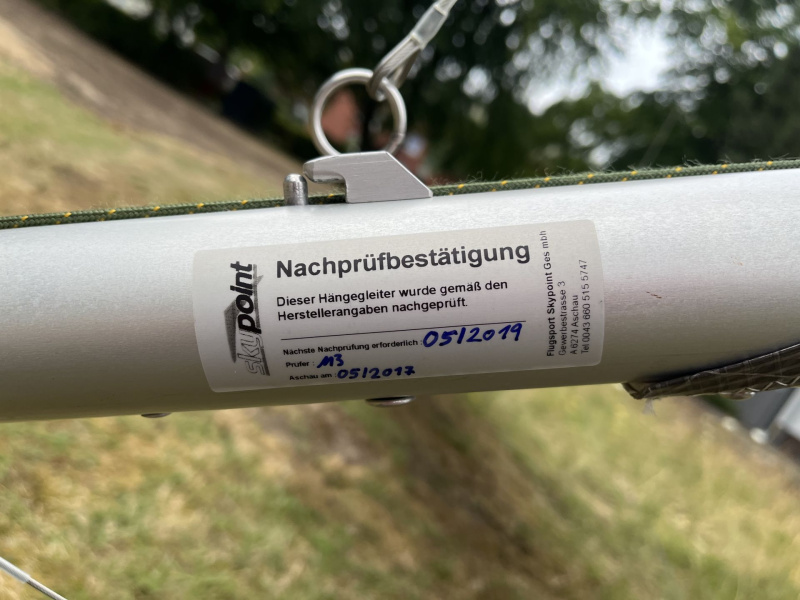 skypoint
Nachprüfbestätigung
Dieser Hängegleiter wurde gemäß den
Herstellerangaben nachgeprüft.
Nächste Nachprüfung erforderlich : 05/2019
Prüfer : M3
Aschau am : 05/2017
Flugsport Skypoint Ges mbh
Gewerbestrasse 3
A 6274 Aschau
Tel 0043 660 515 5747